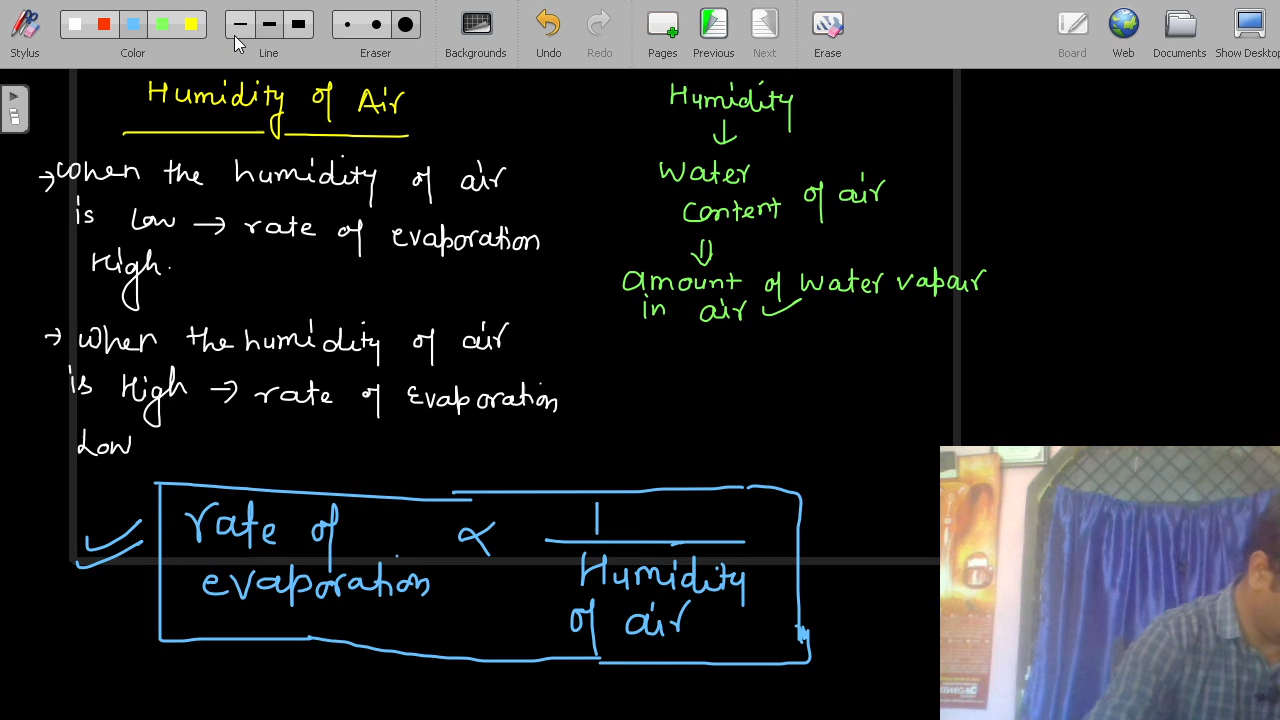 Stylus
Color
Line
Eraser
Backgrounds
Undo
Redo
Pages
Previous
Next
Erase
Board
Web
Documents
Show Desktop
Humidity of Air
→ When the humidity of air
is Low → rate of evaporation
High.
→ When the humidity of air
is High → rate of Evaporation
Low
rate of
evaporation ∝ 1
Humidity
of air
Humidity
↓
Water
content of air
⇓
amount of water vapour
in air ✓